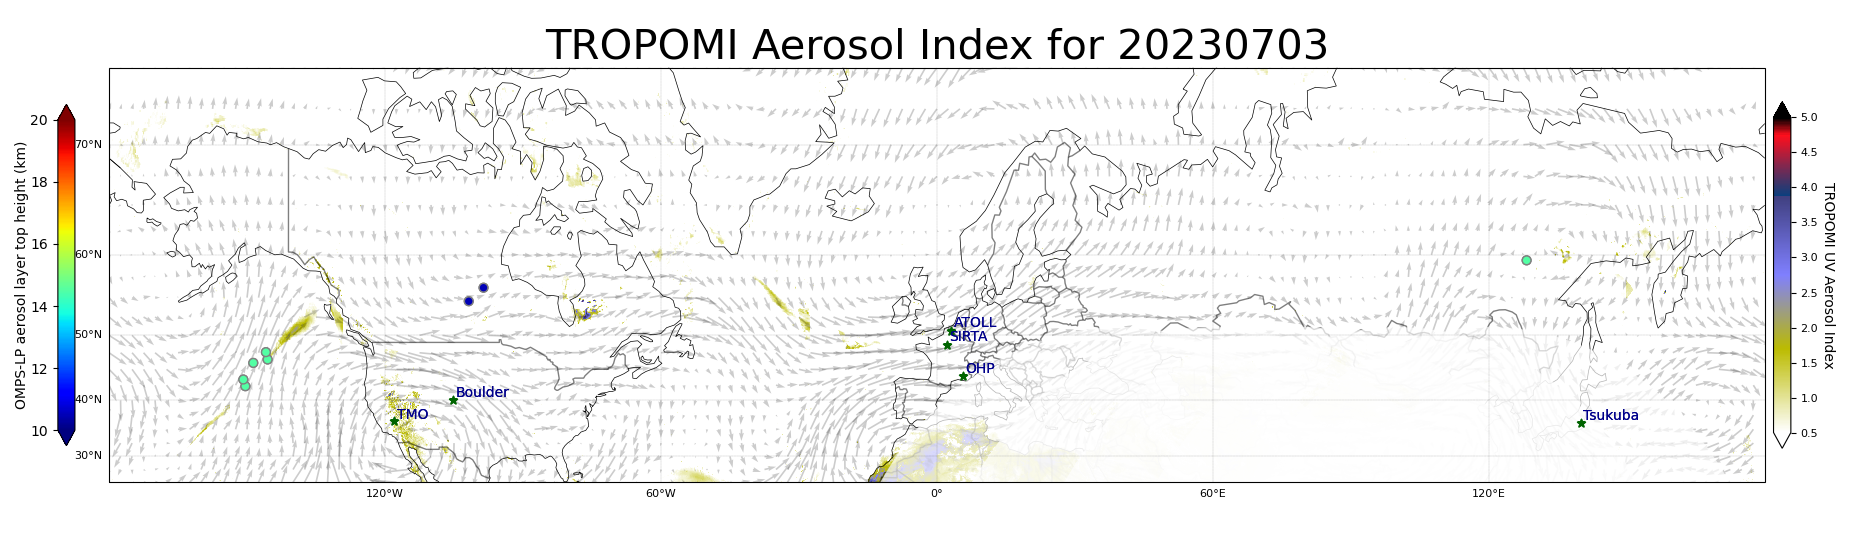 TROPOMI Aerosol Index for 20230703
OMPS-LP aerosol layer top height (km)
20
18
16
14
12
10
70°N
60°N
50°N
40°N
30°N
120°W
60°W
0°
60°E
120°E
ATOLL
SIRTA
OHP
Boulder
TMO
Tsukuba
5.0
4.5
4.0
3.5
3.0
2.5
2.0
1.5
1.0
0.5
TROPOMI UV Aerosol Index